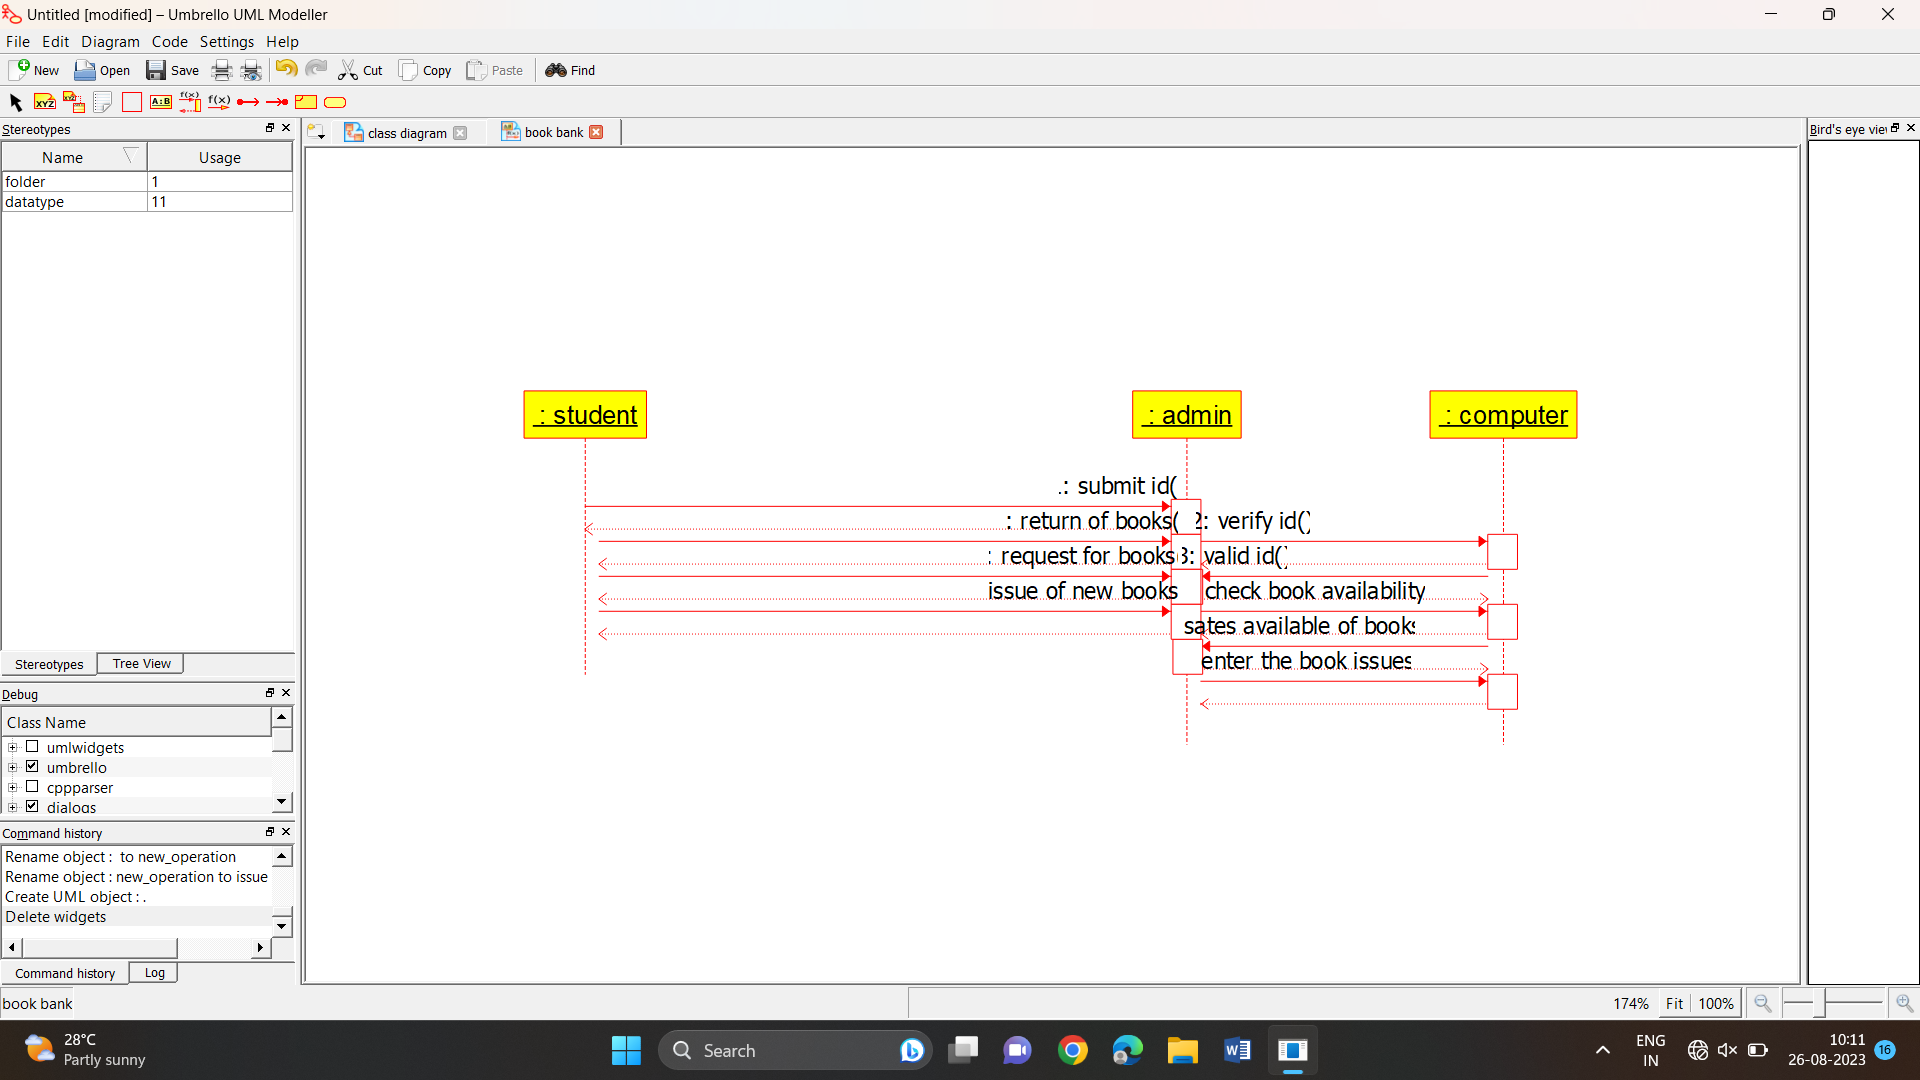 Untitled [modified] – Umbrello UML Modeller
File Edit Diagram Code Settings Help
New Open Save Cut Copy Paste Find
XYZ XYZ A:B f(x) f(x)
Stereotypes
Name Usage
folder 1
datatype 11
Stereotypes Tree View
Debug
Class Name
umlwidgets
umbrello
cppparser
dialogs
Command history
Rename object : to new_operation
Rename object : new_operation to issue
Create UML object : .
Delete widgets
Command history Log
class diagram book bank
: student
: admin
: computer
: submit id(
: return of books(
2: verify id()
: request for books
3: valid id()
issue of new books
check book availability
sates available of books
enter the book issues
Bird's eye vie
book bank
174% Fit 100%
28°C
Partly sunny
Search
ENG
IN
10:11
26-08-2023
16